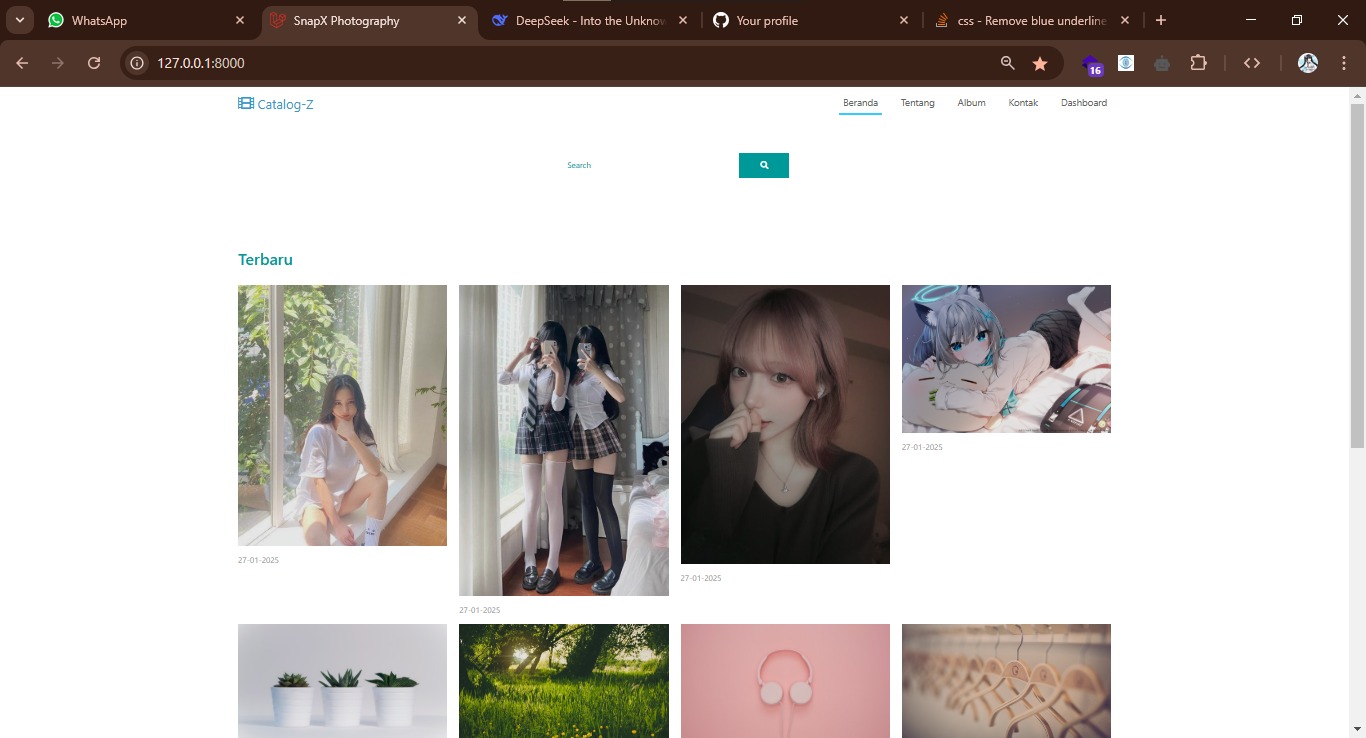 WhatsApp
SnapX Photography
DeepSeek - Into the Unknow
Your profile
css - Remove blue underline
127.0.0.1:8000
16
Catalog-Z
Beranda Tentang Album Kontak Dashboard
Search
Terbaru
27-01-2025
27-01-2025
27-01-2025
27-01-2025